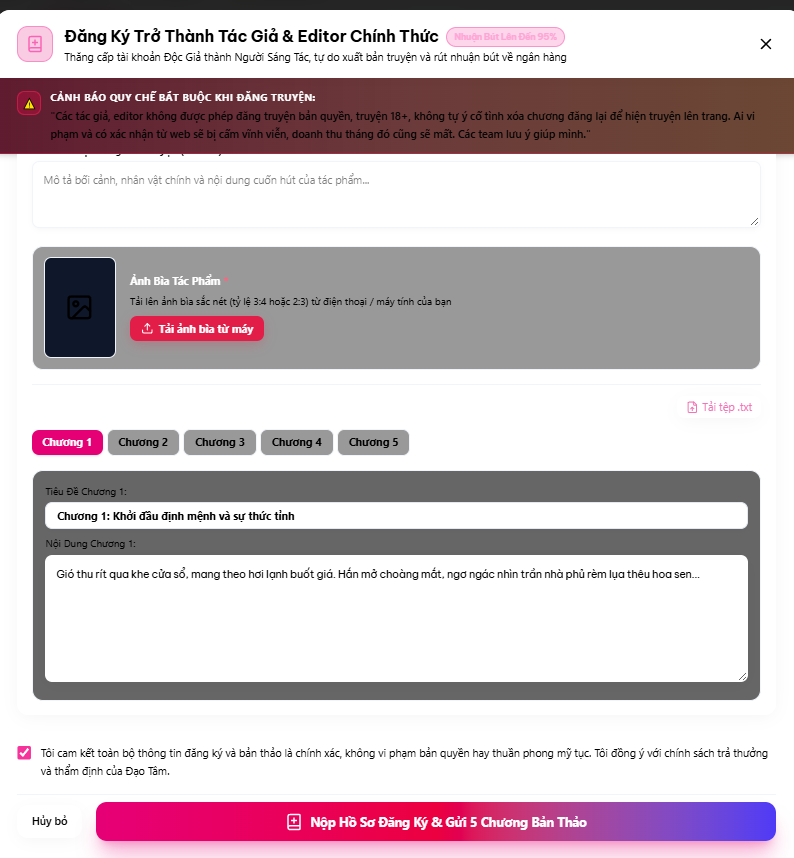 Đăng Ký Trở Thành Tác Giả & Editor Chính Thức
Nhuận Bút Lên Đến 95%
Thăng cấp tài khoản Độc Giả thành Người Sáng Tác, tự do xuất bản truyện và rút nhuận bút về ngân hàng
CẢNH BÁO QUY CHẾ BẮT BUỘC KHI ĐĂNG TRUYỆN:
"Các tác giả, editor không được phép đăng truyện bản quyền, truyện 18+, không tự ý cố tình xóa chương đăng lại để hiện truyện lên trang. Ai vi
phạm và có xác nhận từ web sẽ bị cấm vĩnh viễn, doanh thu tháng đó cũng sẽ mất. Các team lưu ý giúp mình."
Mô tả bối cảnh, nhân vật chính và nội dung cuốn hút của tác phẩm...
Ảnh Bìa Tác Phẩm *
Tải lên ảnh bìa sắc nét (tỷ lệ 3:4 hoặc 2:3) từ điện thoại / máy tính của bạn
Tải ảnh bìa từ máy
Tải tệp .txt
Chương 1 Chương 2 Chương 3 Chương 4 Chương 5
Tiêu Đề Chương 1:
Chương 1: Khởi đầu định mệnh và sự thức tỉnh
Nội Dung Chương 1:
Gió thu rít qua khe cửa sổ, mang theo hơi lạnh buốt giá. Hắn mở choàng mắt, ngơ ngác nhìn trần nhà phủ rèm lụa thêu hoa sen...
Tôi cam kết toàn bộ thông tin đăng ký và bản thảo là chính xác, không vi phạm bản quyền hay thuần phong mỹ tục. Tôi đồng ý với chính sách trả thưởng
và thẩm định của Đạo Tâm.
Hủy bỏ
Nộp Hồ Sơ Đăng Ký & Gửi 5 Chương Bản Thảo